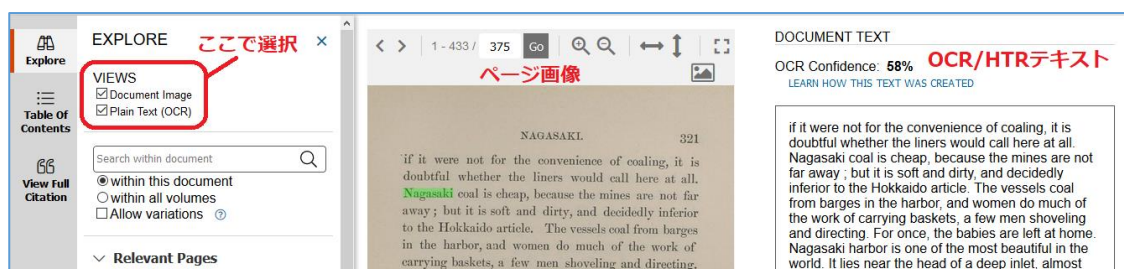 Explore
Table Of
Contents
View Full
Citation
EXPLORE
ここで選択
×
VIEWS
Document Image
Plain Text (OCR)
Search within document
within this document
within all volumes
Allow variations
Relevant Pages
1 - 433 /
375
Go
ページ画像
NAGASAKI.
321
if it were not for the convenience of coaling, it is
doubtful whether the liners would call here at all.
Nagasaki coal is cheap, because the mines are not far
away ; but it is soft and dirty, and decidedly inferior
to the Hokkaido article. The vessels coal from barges
in the harbor, and women do much of the work of
carrying baskets, a few men shoveling and directing.
DOCUMENT TEXT
OCR Confidence: 58%
OCR/HTRテキスト
LEARN HOW THIS TEXT WAS CREATED
if it were not for the convenience of coaling, it is
doubtful whether the liners would call here at all.
Nagasaki coal is cheap, because the mines are not
far away ; but it is soft and dirty, and decidedly
inferior to the Hokkaido article. The vessels coal
from barges in the harbor, and women do much of
the work of carrying baskets, a few men shoveling
and directing. For once, the babies are left at home.
Nagasaki harbor is one of the most beautiful in the
world. It lies near the head of a deep inlet, almost